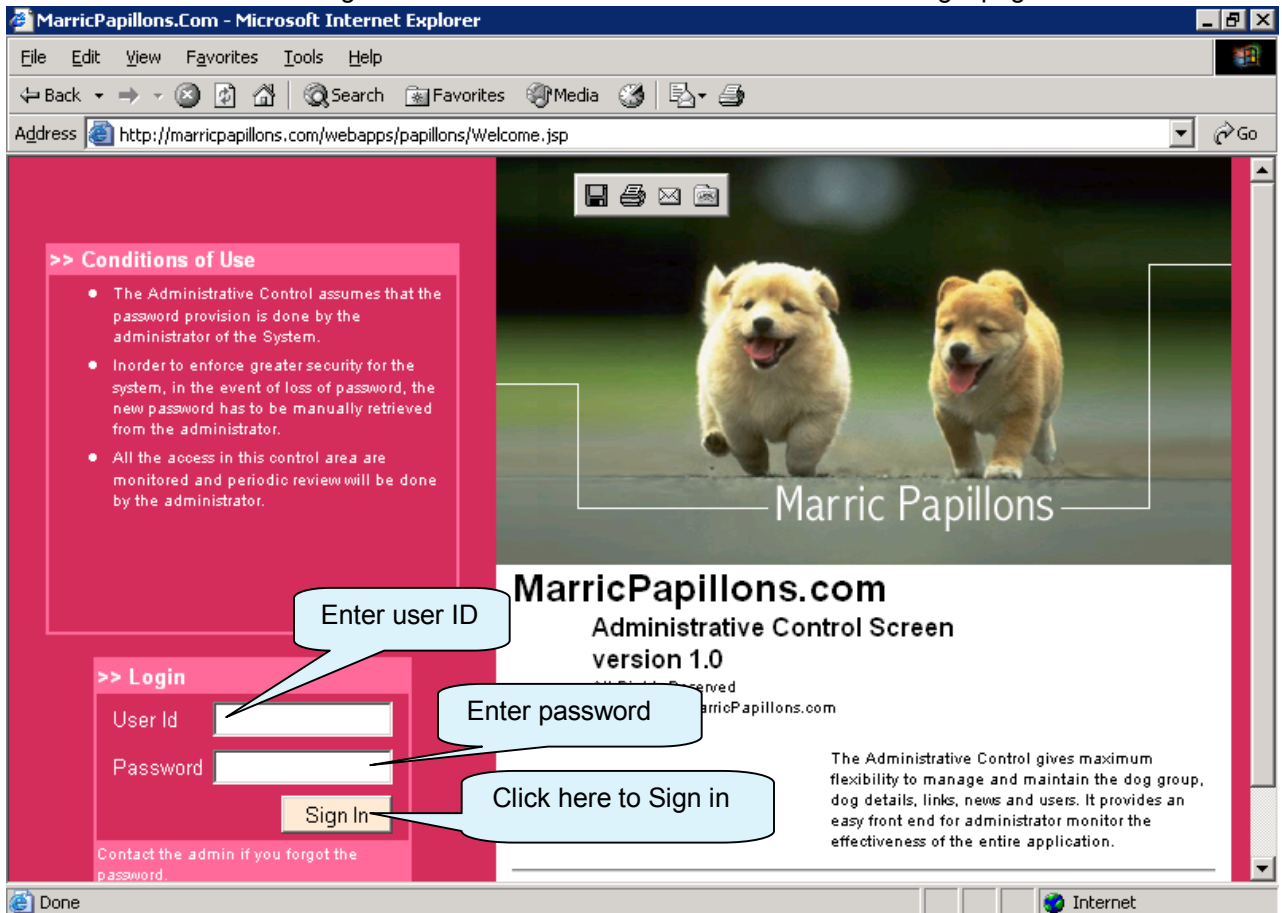 MarricPapillons.Com - Microsoft Internet Explorer
File Edit View Favorites Tools Help
Back Search Favorites Media
Address http://marricpapillons.com/webapps/papillons/Welcome.jsp Go
>> Conditions of Use
The Administrative Control assumes that the
password provision is done by the
administrator of the System.
Inorder to enforce greater security for the
system, in the event of loss of password, the
new password has to be manually retrieved
from the administrator.
All the access in this control area are
monitored and periodic review will be done
by the administrator.
Enter user ID
>> Login
User Id
Enter password
Password
Click here to Sign in
Sign In
Contact the admin if you forgot the
password.
Marric Papillons
MarricPapillons.com
Administrative Control Screen
version 1.0
The Administrative Control gives maximum
flexibility to manage and maintain the dog group,
dog details, links, news and users. It provides an
easy front end for administrator monitor the
effectiveness of the entire application.
Done
Internet